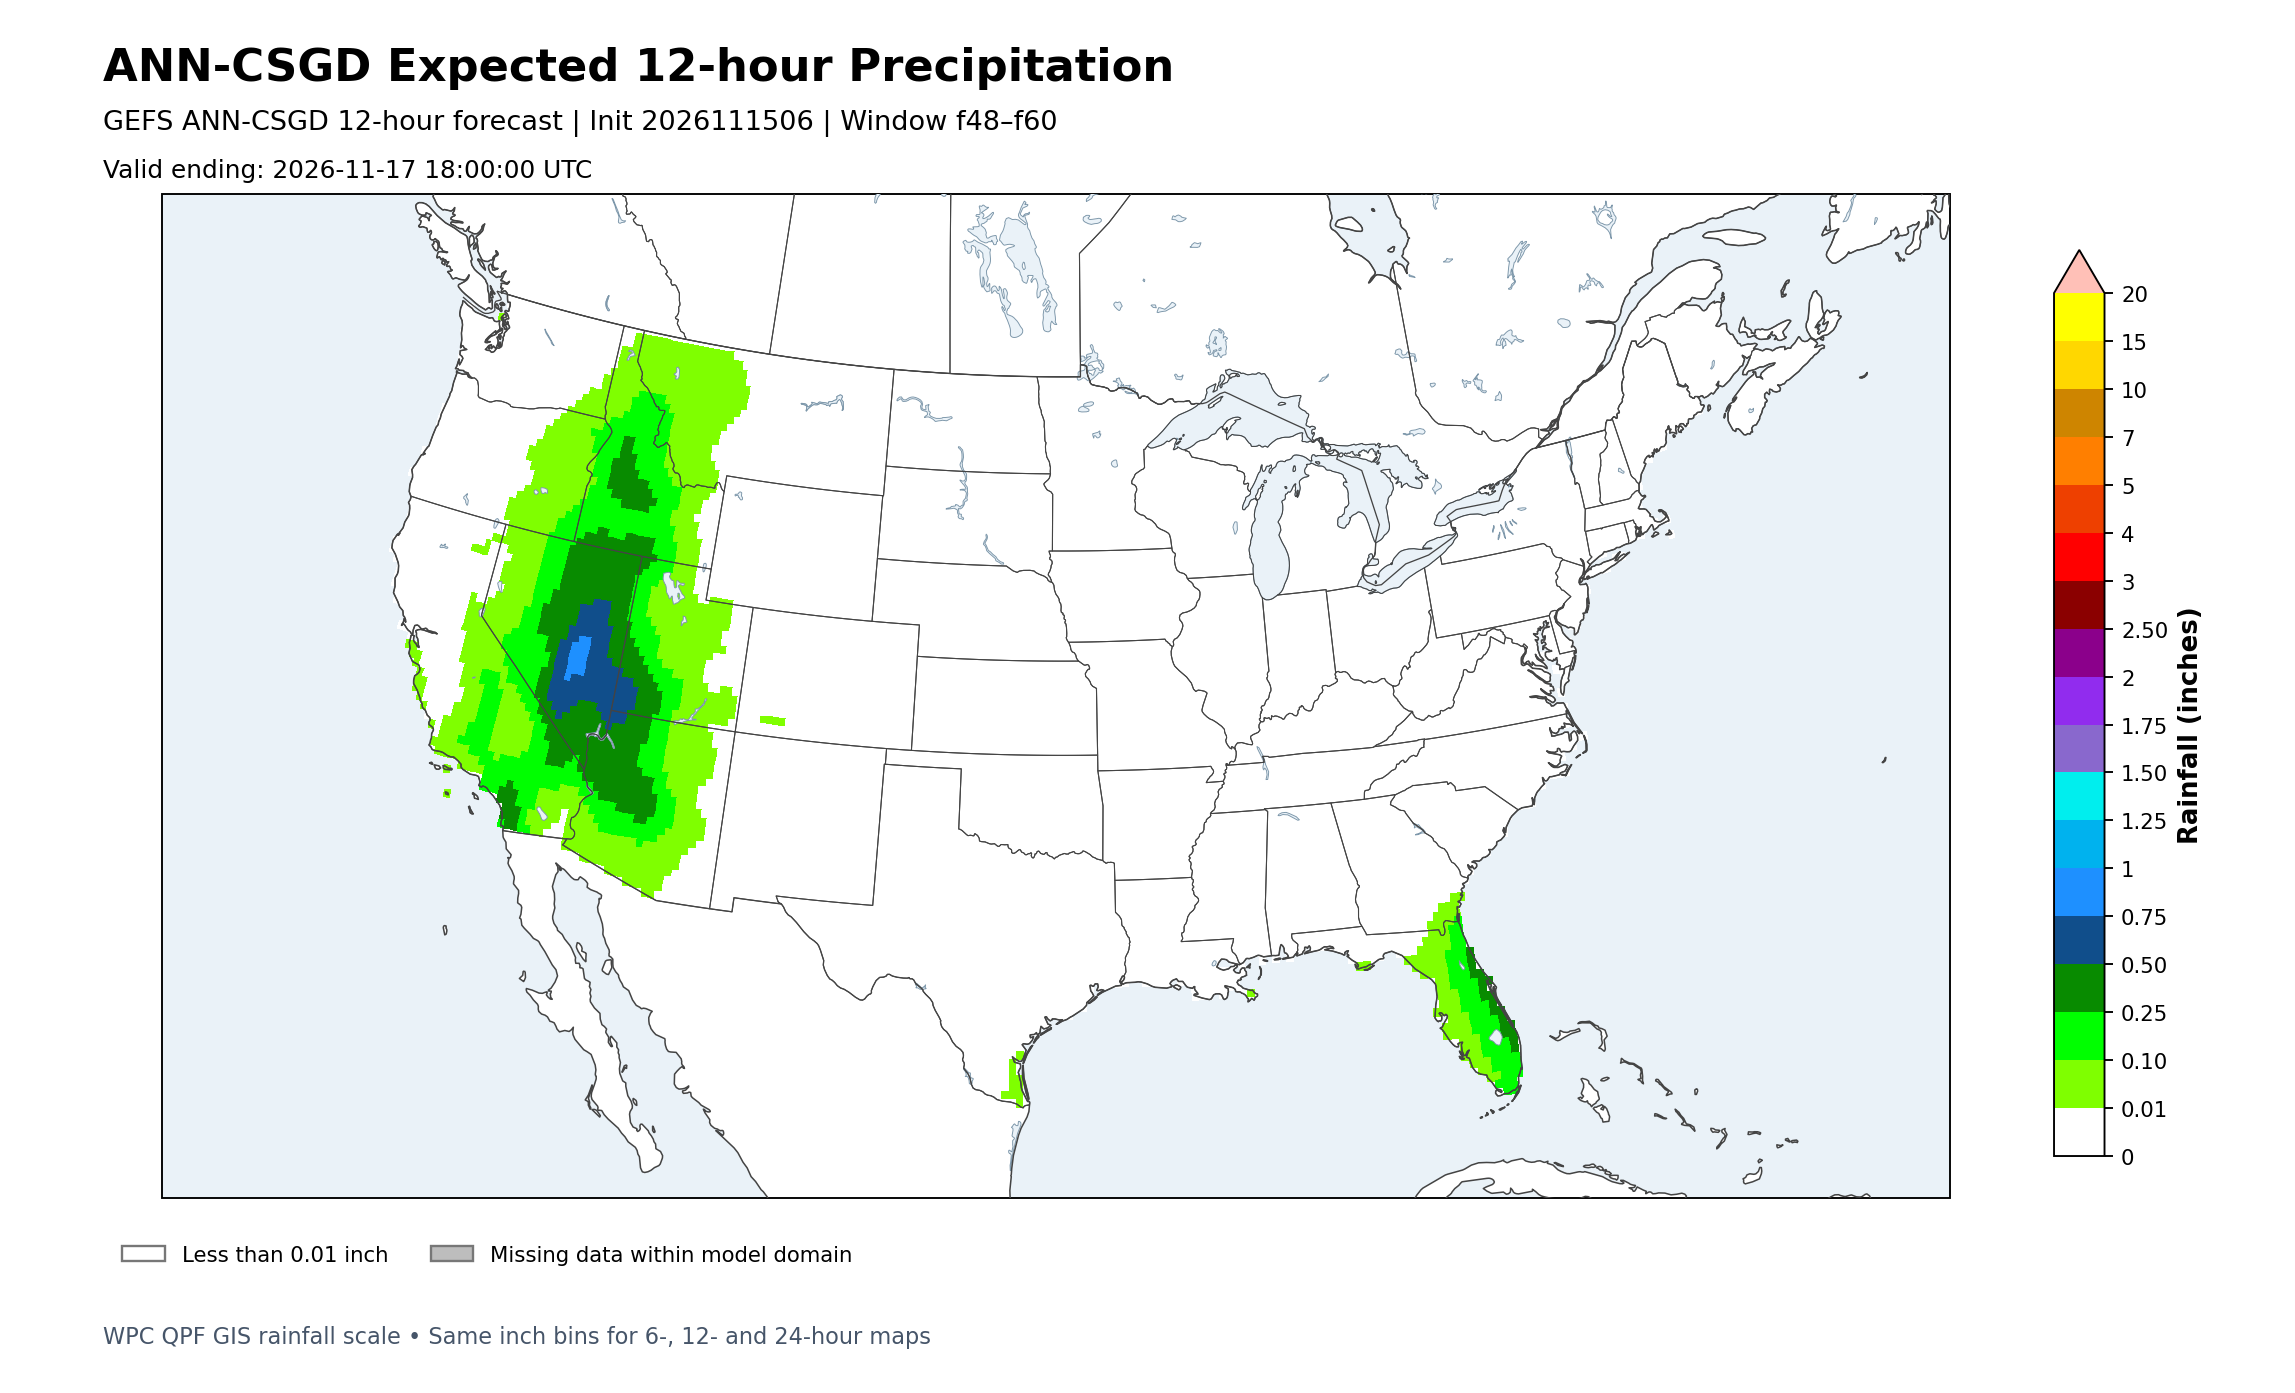 ANN-CSGD Expected 12-hour Precipitation
GEFS ANN-CSGD 12-hour forecast | Init 2026111506 | Window f48–f60
Valid ending: 2026-11-17 18:00:00 UTC
20
15
10
7
5
4
3
2.50
2
1.75
1.50
1.25
1
0.75
0.50
0.25
0.10
0.01
0
Rainfall (inches)
Less than 0.01 inch
Missing data within model domain
WPC QPF GIS rainfall scale • Same inch bins for 6-, 12- and 24-hour maps